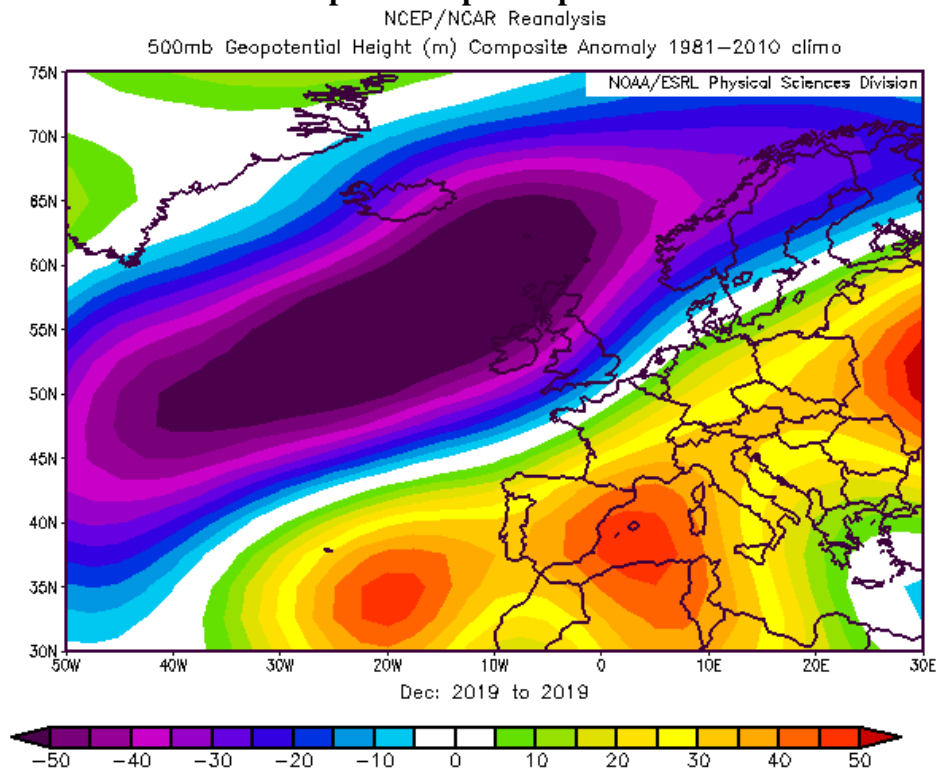 NCEP/NCAR Reanalysis
500mb Geopotential Height (m) Composite Anomaly 1981-2010 climo
NOAA/ESRL Physical Sciences Division
75N
70N
65N
60N
55N
50N
45N
40N
35N
30N
50W 40W 30W 20W 10W 0 10E 20E 30E
Dec: 2019 to 2019
-50 -40 -30 -20 -10 0 10 20 30 40 50